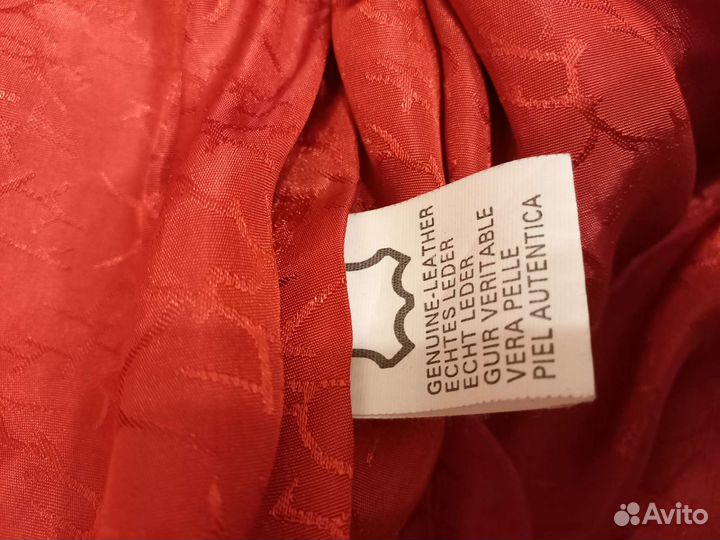 GENUINE-LEATHER
ECHTES LEDER
ECHT LEDER
GUIR VERITABLE
VERA PELLE
PIEL AUTENTICA
Avito